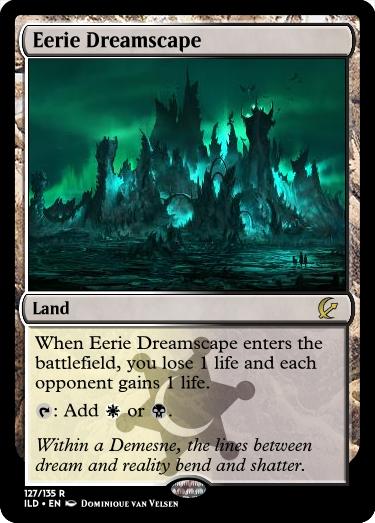 Eerie Dreamscape
Land
When Eerie Dreamscape enters the
battlefield, you lose 1 life and each
opponent gains 1 life.
: Add or .
Within a Demesne, the lines between
dream and reality bend and shatter.
127/135 R
ILD • EN DOMINIQUE VAN VELSEN